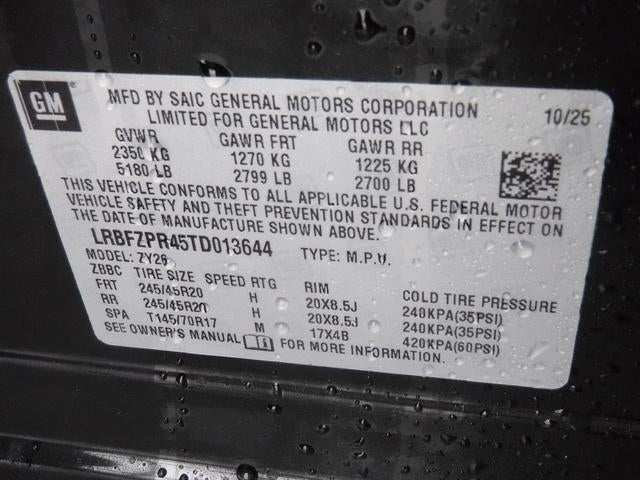 GM
MFD BY SAIC GENERAL MOTORS CORPORATION 10/25
LIMITED FOR GENERAL MOTORS LLC
GVWR GAWR FRT GAWR RR
2350 KG 1270 KG 1225 KG
5180 LB 2799 LB 2700 LB
THIS VEHICLE CONFORMS TO ALL APPLICABLE U.S. FEDERAL MOTOR
VEHICLE SAFETY AND THEFT PREVENTION STANDARDS IN EFFECT ON
THE DATE OF MANUFACTURE SHOWN ABOVE.
LRBFZPR45TD013644 TYPE: M.P.V.
MODEL: ZY26
ZBBC TIRE SIZE SPEED RTG RIM COLD TIRE PRESSURE
FRT 245/45R20 H 20X8.5J 240KPA(35PSI)
RR 245/45R20 H 20X8.5J 240KPA(35PSI)
SPA T145/70R17 M 17X4B 420KPA(60PSI)
SEE OWNER'S MANUAL FOR MORE INFORMATION.